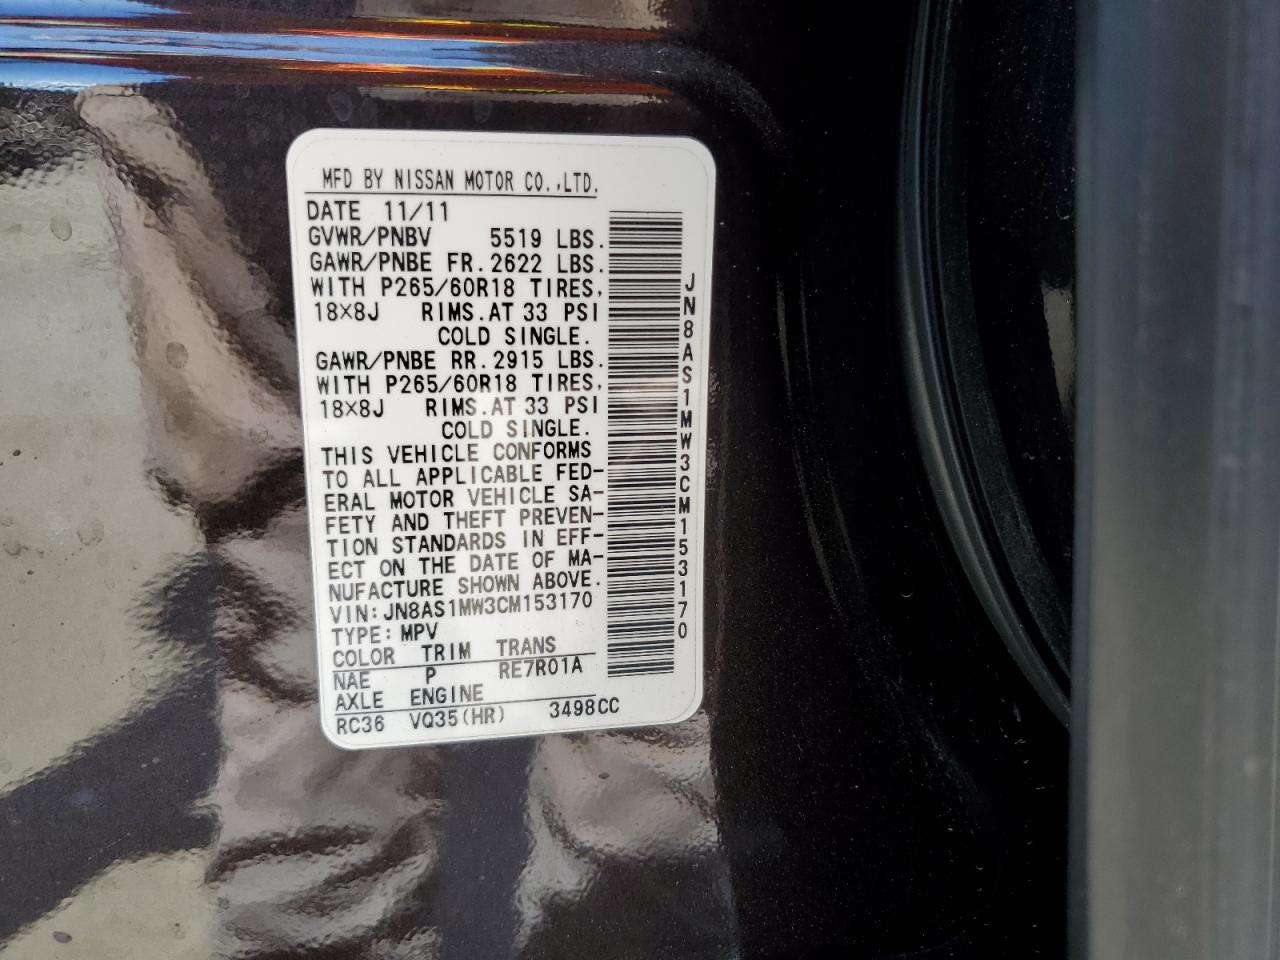 MFD BY NISSAN MOTOR CO.,LTD.
DATE 11/11
GVWR/PNBV 5519 LBS.
GAWR/PNBE FR.2622 LBS.
WITH P265/60R18 TIRES,
18×8J RIMS.AT 33 PSI
COLD SINGLE.
GAWR/PNBE RR.2915 LBS.
WITH P265/60R18 TIRES,
18×8J RIMS.AT 33 PSI
COLD SINGLE.
THIS VEHICLE CONFORMS
TO ALL APPLICABLE FED-
ERAL MOTOR VEHICLE SA-
FETY AND THEFT PREVEN-
TION STANDARDS IN EFF-
ECT ON THE DATE OF MA-
NUFACTURE SHOWN ABOVE.
VIN:JN8AS1MW3CM153170
TYPE:MPV
COLOR TRIM TRANS
NAE P RE7R01A
AXLE ENGINE
RC36 VQ35(HR) 3498CC
JN8AS1MW3CM153170